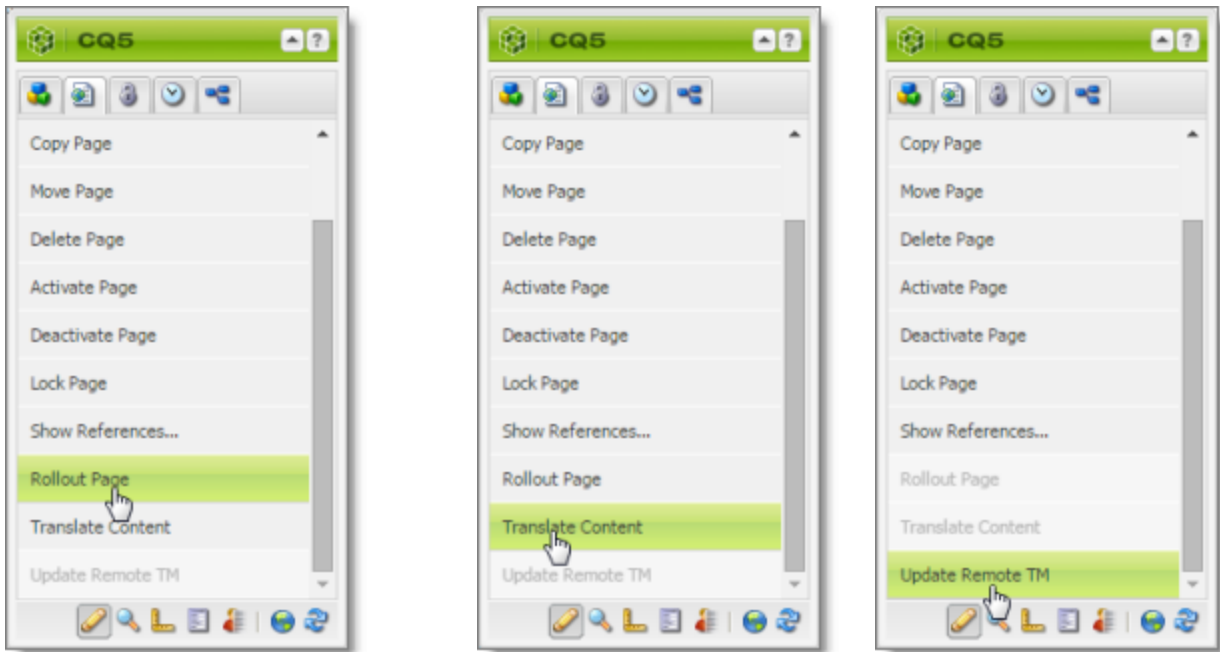 CQ5 ?
Copy Page
Move Page
Delete Page
Activate Page
Deactivate Page
Lock Page
Show References...
Rollout Page
Translate Content
Update Remote TM
CQ5 ?
Copy Page
Move Page
Delete Page
Activate Page
Deactivate Page
Lock Page
Show References...
Rollout Page
Translate Content
Update Remote TM
CQ5 ?
Copy Page
Move Page
Delete Page
Activate Page
Deactivate Page
Lock Page
Show References...
Rollout Page
Translate Content
Update Remote TM